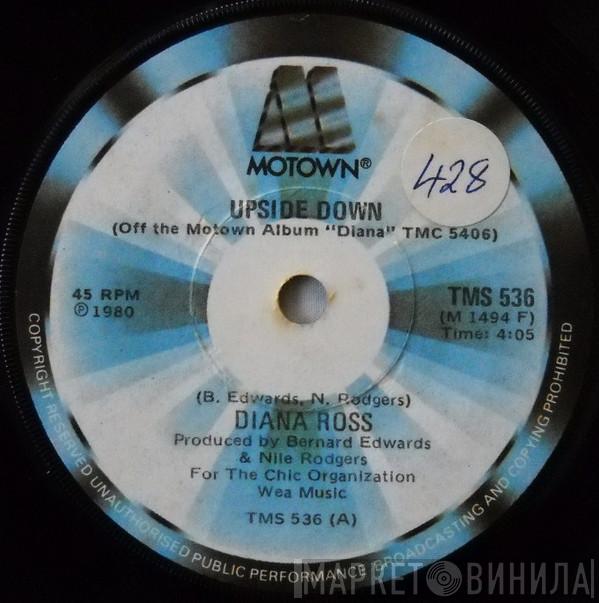 MOTOWN®
428
UPSIDE DOWN
(Off the Motown Album "Diana" TMC 5406)
45 RPM
℗ 1980
TMS 536
(M 1494 F)
Time: 4:05
(B. Edwards, N. Rodgers)
DIANA ROSS
Produced by Bernard Edwards
& Nile Rodgers
For The Chic Organization
Wea Music
TMS 536 (A)
COPYRIGHT RESERVED UNAUTHORISED PUBLIC PERFORMANCE BROADCASTING AND COPYING PROHIBITED
МАРКЕТ ВИНИЛА